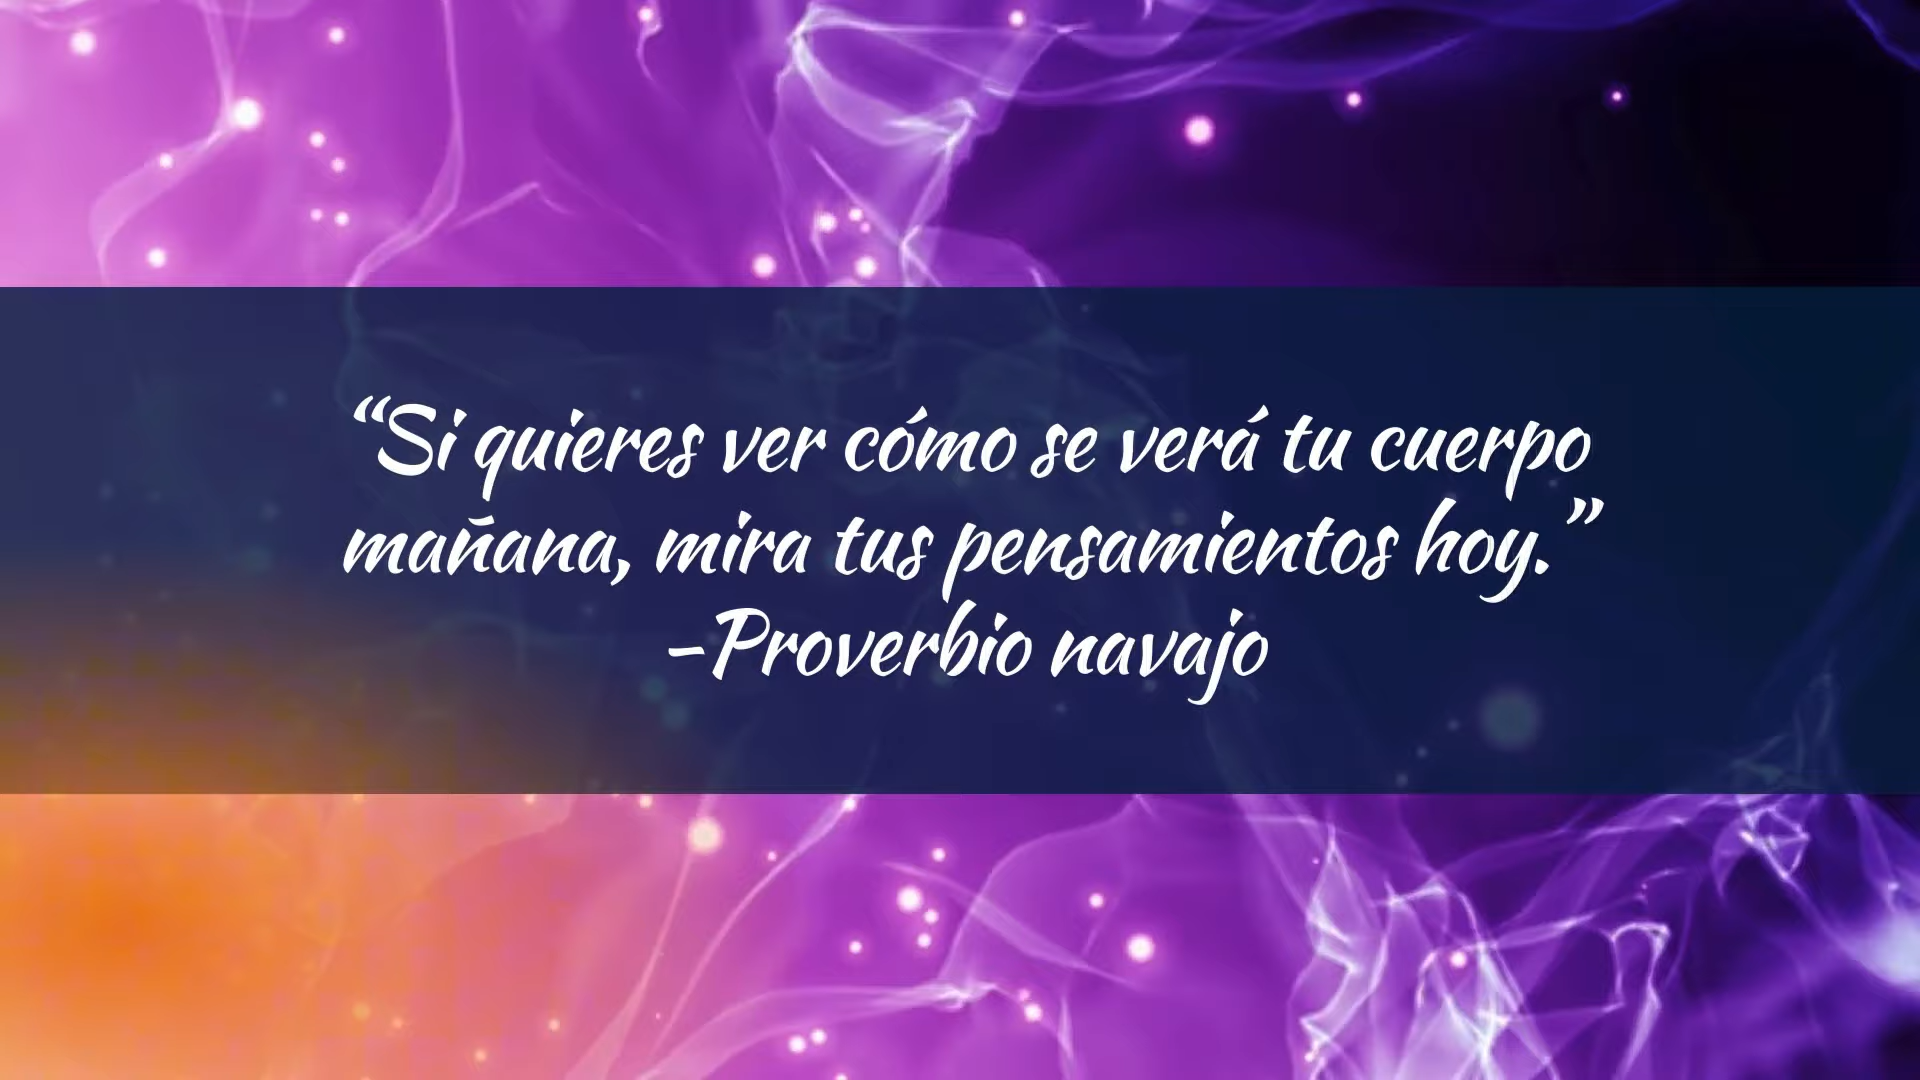 “Si quieres ver cómo se verá tu cuerpo
mañana, mira tus pensamientos hoy.”
-Proverbio navajo